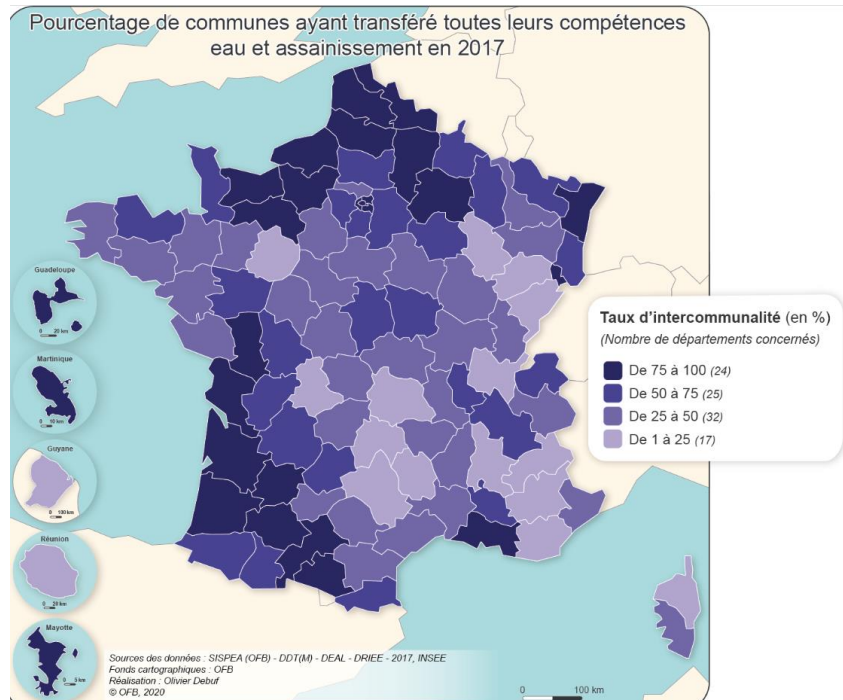 Pourcentage de communes ayant transféré toutes leurs compétences
eau et assainissement en 2017
Guadeloupe
0 20 km
Martinique
0 10 km
Guyane
0 100 km
Réunion
0 20 km
Mayotte
0 5 km
Taux d'intercommunalité (en %)
(Nombre de départements concernés)
De 75 à 100 (24)
De 50 à 75 (25)
De 25 à 50 (32)
De 1 à 25 (17)
Sources des données : SISPEA (OFB) - DDT(M) - DEAL - DRIEE - 2017, INSEE
Fonds cartographiques : OFB
Réalisation : Olivier Debuf
© OFB, 2020
0 100 km